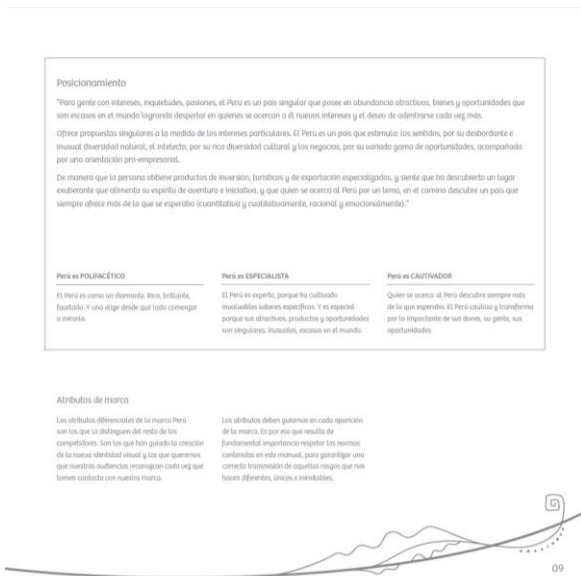 Posicionamiento
"Para gente con intereses, inquietudes, pasiones, el Perú es un país singular que posee en abundancia atractivos, bienes y oportunidades que
son escasos en el mundo logrando despertar en quienes se acercan a él nuevos intereses y el deseo de adentrarse cada vez más.
Ofrece propuestas singulares a la medida de los intereses particulares. El Perú es un país que estimula: los sentidos, por su desbordante e
inusual diversidad natural; el intelecto, por su rica diversidad cultural y los negocios, por su variada gama de oportunidades, acompañada
por una orientación pro-empresarial.
De manera que la persona obtiene productos de inversión, turísticos y de exportación especializados, y siente que ha descubierto un lugar
exuberante que alimenta su espíritu de aventura e iniciativa, y que quien se acerca al Perú por un tema, en el camino descubre un país que
siempre ofrece más de lo que se esperaba (cuantitativa y cualitativamente, racional y emocionalmente)."
Perú es POLIFACÉTICO
El Perú es como un diamante. Rico, brillante,
facetado. Y uno elige desde qué lado comenzar
a mirarlo.
Perú es ESPECIALISTA
El Perú es experto, porque ha cultivado
invaluables saberes específicos. Y es especial
porque sus atractivos, productos y oportunidades
son singulares, inusuales, escasos en el mundo.
Perú es CAUTIVADOR
Quien se acerca al Perú descubre siempre más
de lo que esperaba. El Perú cautiva y transforma
por lo impactante de sus dones, su gente, sus
oportunidades
Atributos de marca
Los atributos diferenciales de la marca Perú
son los que la distinguen del resto de los
competidores. Son los que han guiado la creación
de la nueva identidad visual y los que queremos
que nuestras audiencias reconozcan cada vez que
tomen contacto con nuestra marca.
Los atributos deben guiarnos en cada aparición
de la marca. Es por eso que resulta de
fundamental importancia respetar las normas
contenidas en este manual, para garantizar una
correcta transmisión de aquellos rasgos que nos
hacen diferentes, únicos e inimitables.
09